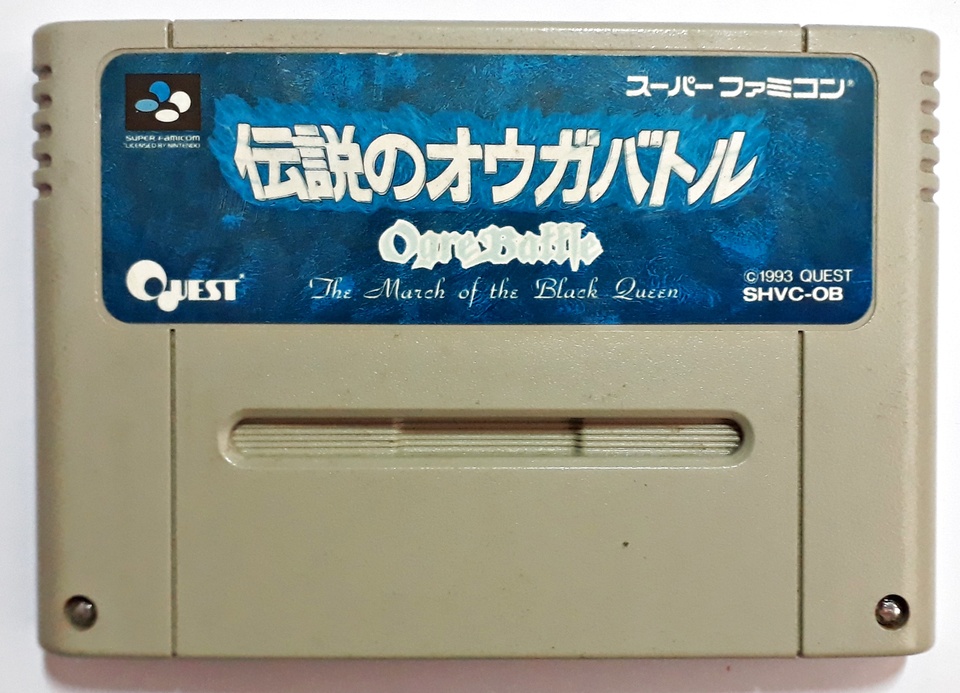 SUPER FAMICOM
LICENSED BY NINTENDO
スーパー ファミコン®
伝説のオウガバトル
Ogre Battle
The March of the Black Queen
QUEST
©1993 QUEST
SHVC-OB